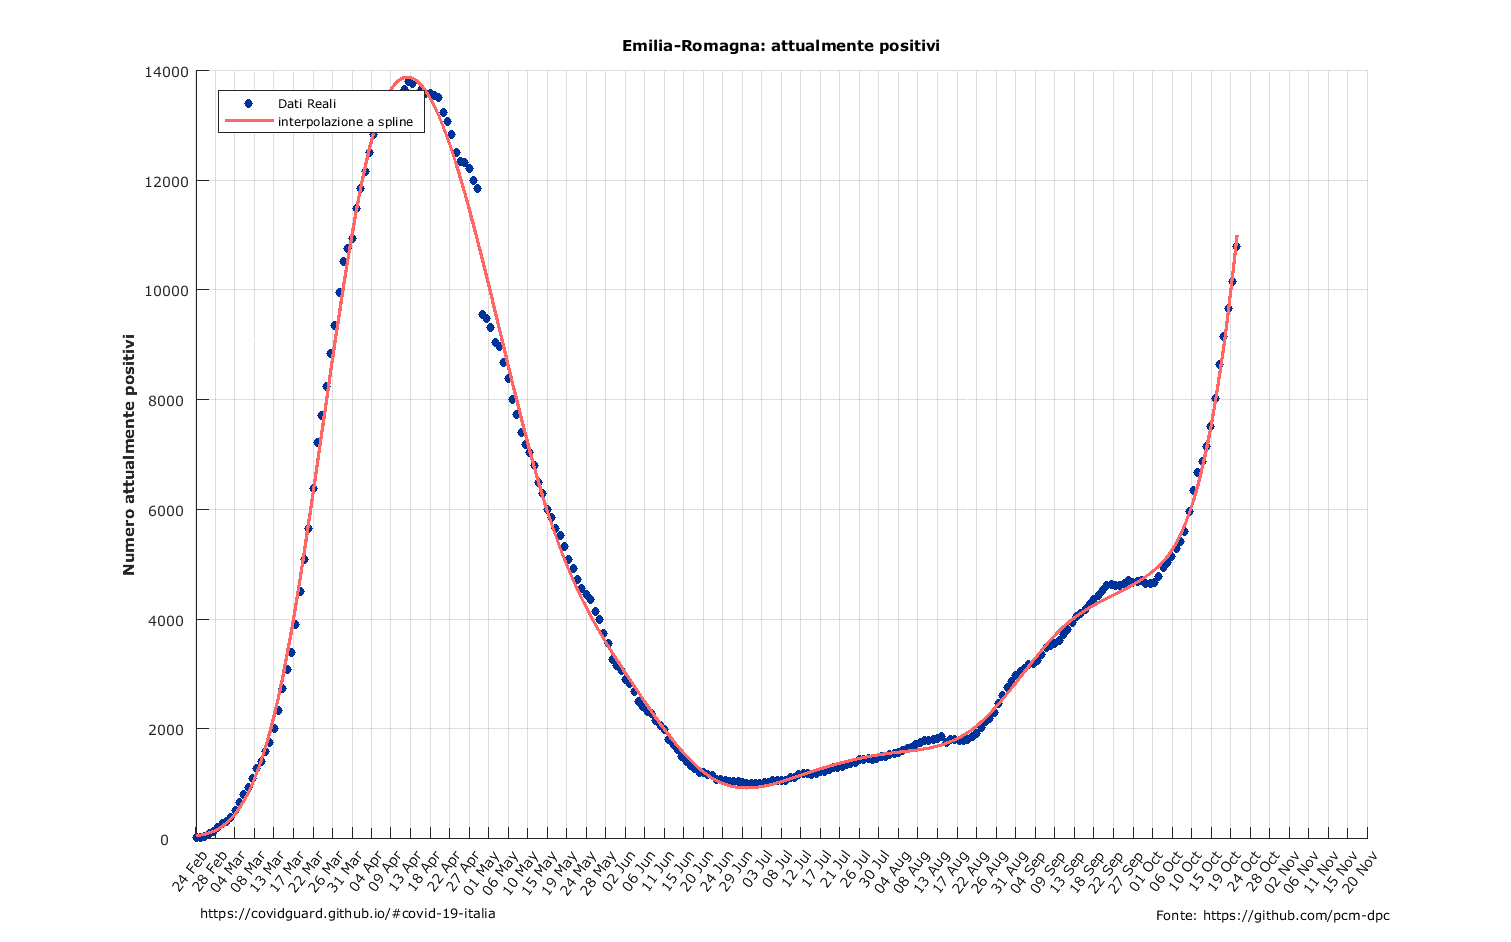 Emilia-Romagna: attualmente positivi
Dati Reali
interpolazione a spline
Numero attualmente positivi
14000
12000
10000
8000
6000
4000
2000
0
24 Feb
28 Feb
04 Mar
08 Mar
13 Mar
17 Mar
22 Mar
26 Mar
31 Mar
04 Apr
09 Apr
13 Apr
18 Apr
22 Apr
27 Apr
01 May
06 May
10 May
15 May
19 May
24 May
28 May
02 Jun
06 Jun
11 Jun
15 Jun
20 Jun
24 Jun
29 Jun
03 Jul
08 Jul
12 Jul
17 Jul
21 Jul
26 Jul
30 Jul
04 Aug
08 Aug
13 Aug
17 Aug
22 Aug
26 Aug
31 Aug
04 Sep
09 Sep
13 Sep
18 Sep
22 Sep
27 Sep
01 Oct
06 Oct
10 Oct
15 Oct
19 Oct
24 Oct
28 Oct
02 Nov
06 Nov
11 Nov
15 Nov
20 Nov
https://covidguard.github.io/#covid-19-italia
Fonte: https://github.com/pcm-dpc